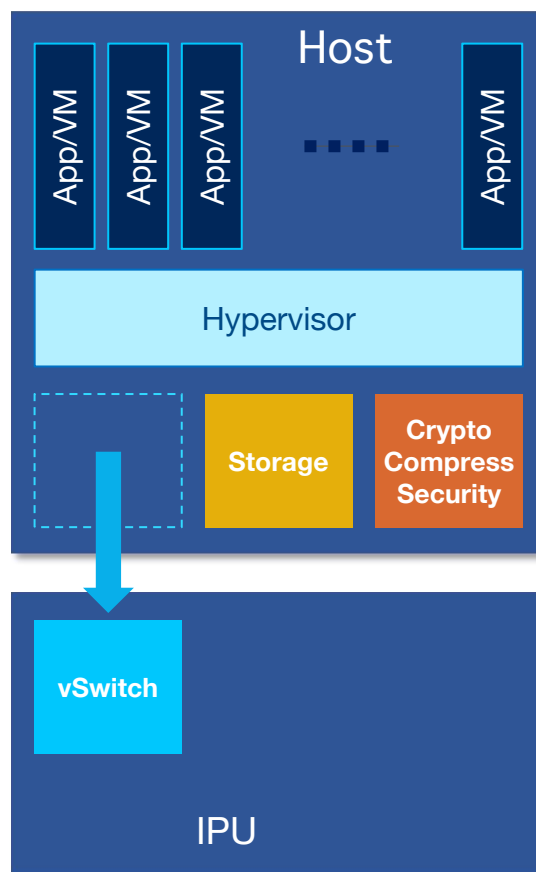 Host
App/VM
App/VM
App/VM
App/VM
Hypervisor
Storage
Crypto
Compress
Security
vSwitch
IPU